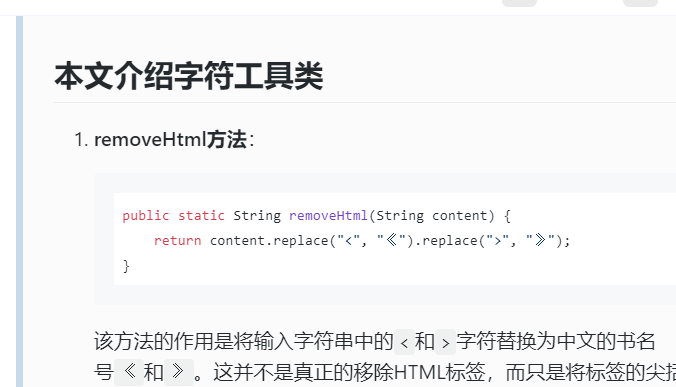 本文介绍字符工具类
1. removeHtml方法：
public static String removeHtml(String content) {
    return content.replace("<", "《").replace(">", "》");
}
该方法的作用是将输入字符串中的 < 和 > 字符替换为中文的书名
号 《 和 》 。这并不是真正的移除HTML标签，而只是将标签的尖括